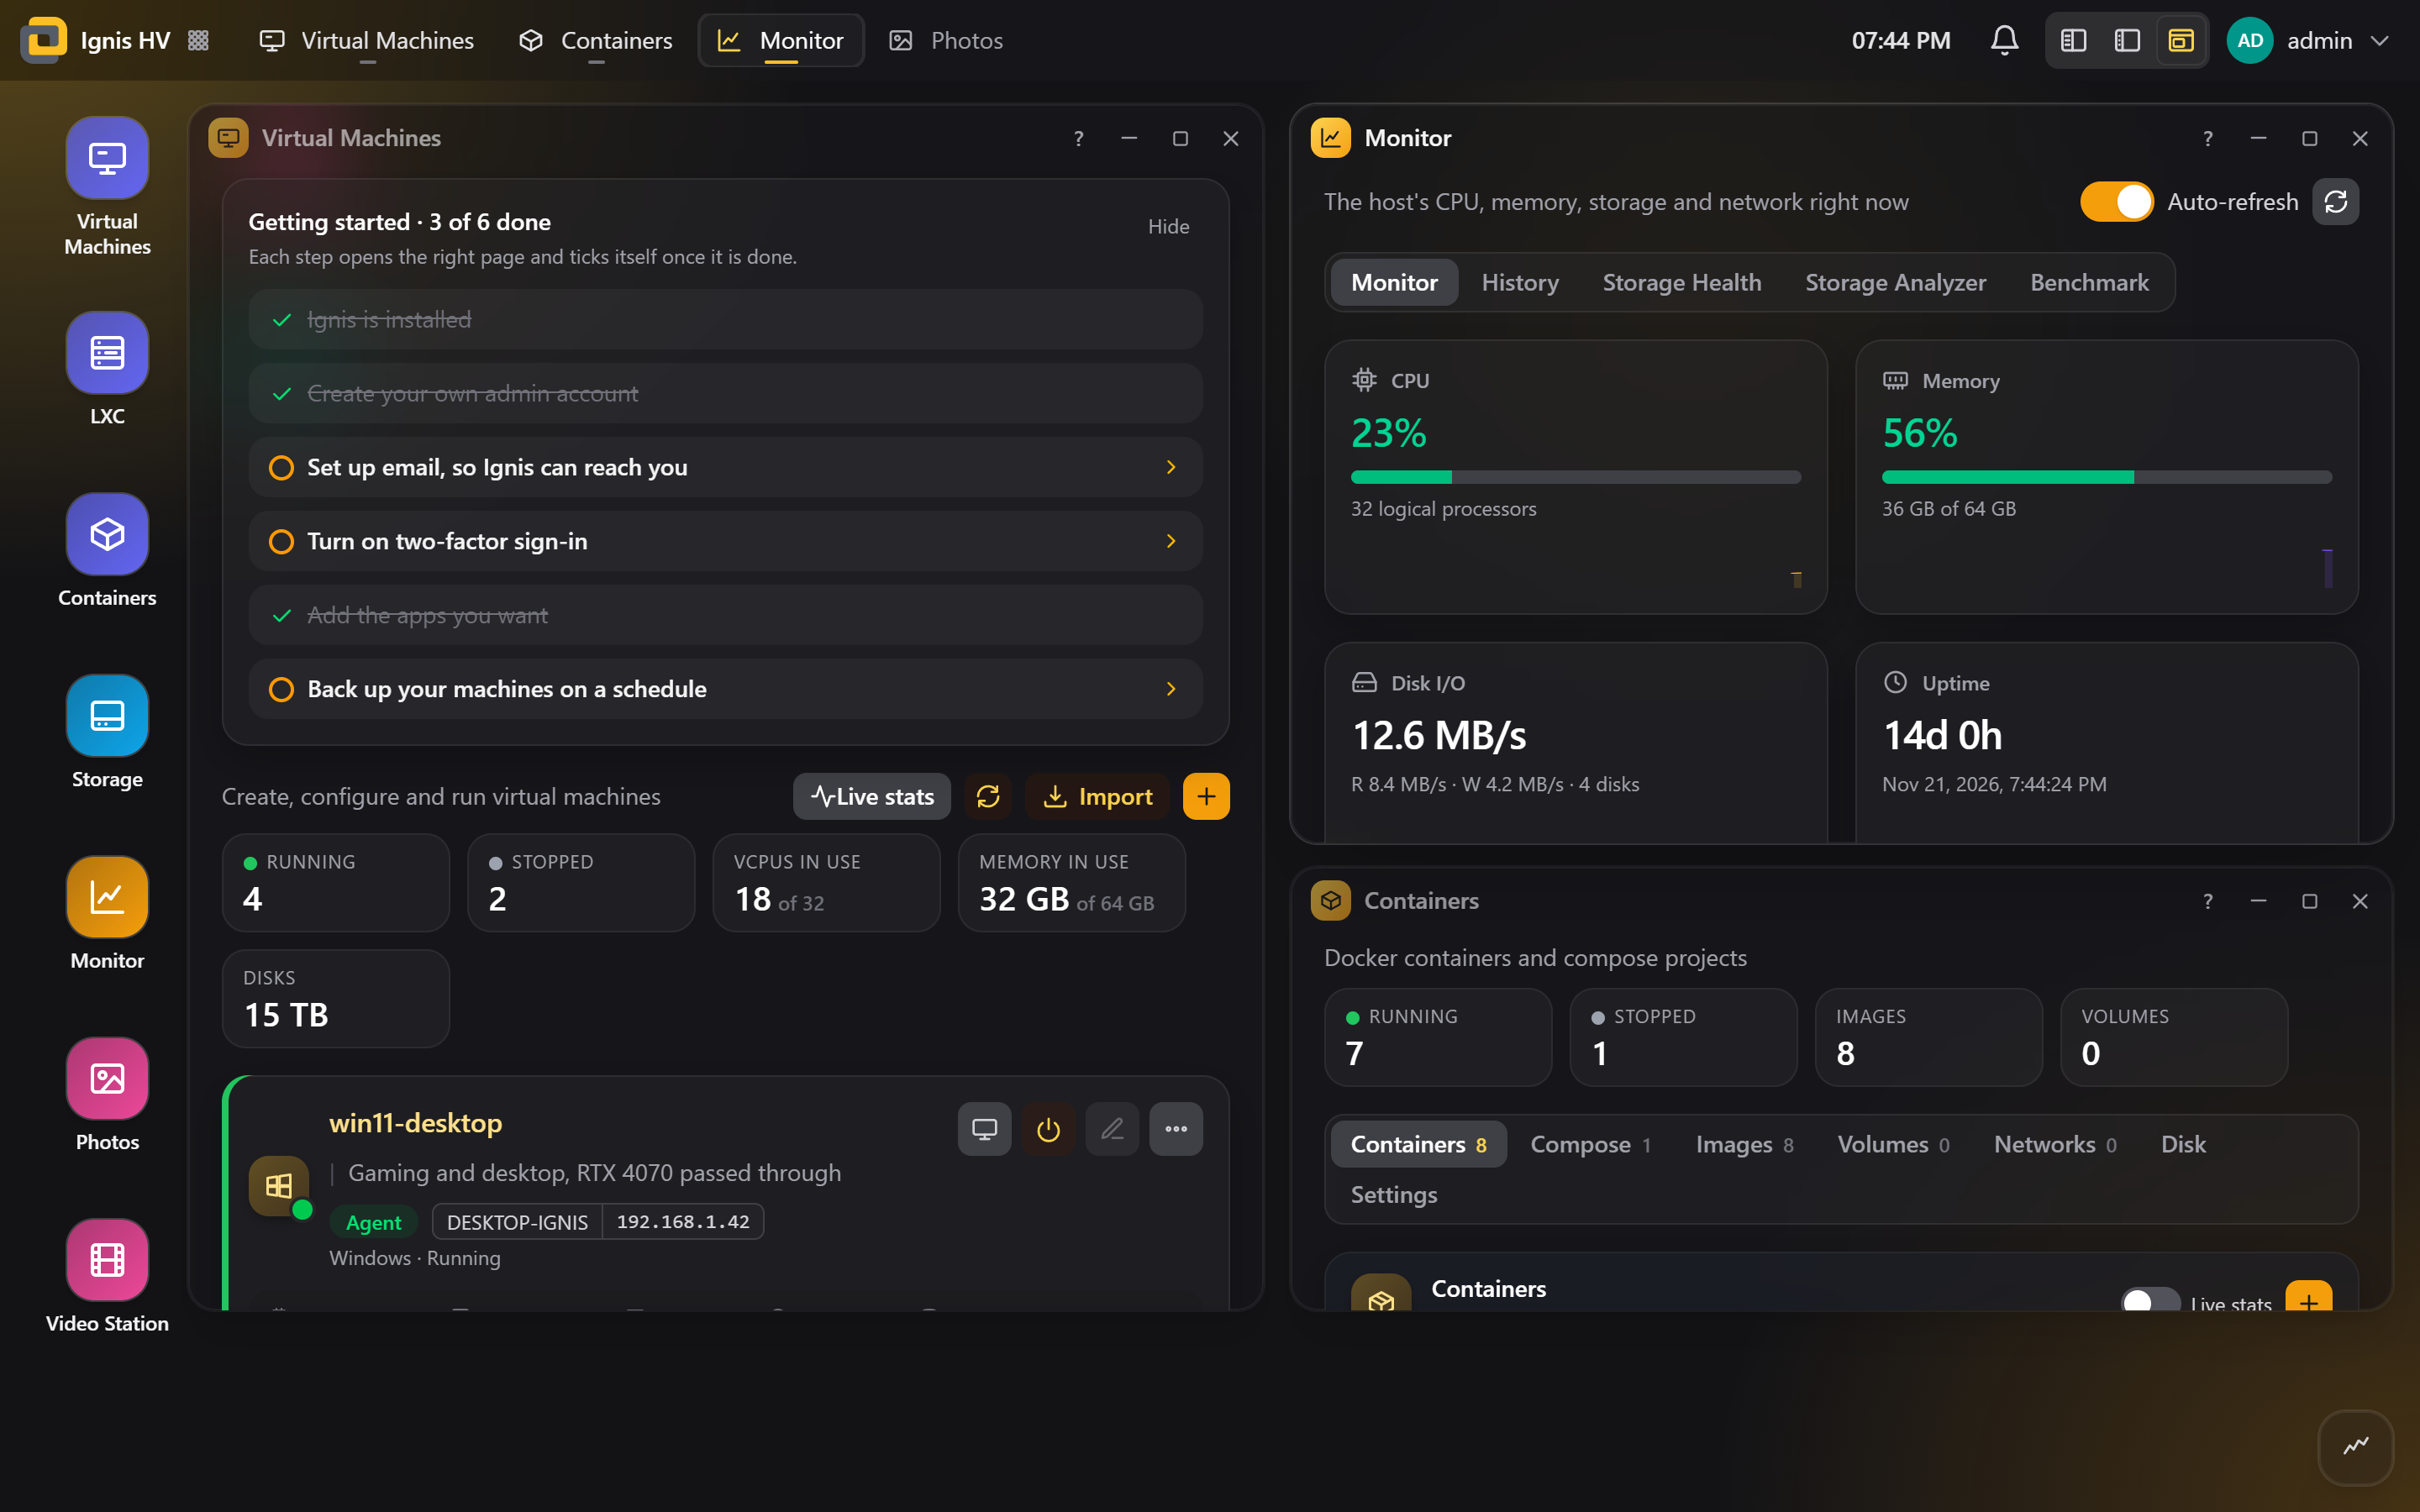 Ignis HV
Virtual Machines
Containers
Monitor
Photos
07:44 PM
AD
admin
Virtual
Machines
LXC
Containers
Storage
Monitor
Photos
Video Station
Virtual Machines
?
Getting started · 3 of 6 done
Hide
Each step opens the right page and ticks itself once it is done.
Ignis is installed
Create your own admin account
Set up email, so Ignis can reach you
Turn on two-factor sign-in
Add the apps you want
Back up your machines on a schedule
Create, configure and run virtual machines
Live stats
Import
RUNNING
4
STOPPED
2
VCPUS IN USE
18 of 32
MEMORY IN USE
32 GB of 64 GB
DISKS
15 TB
win11-desktop
Gaming and desktop, RTX 4070 passed through
Agent
DESKTOP-IGNIS
192.168.1.42
Windows · Running
Monitor
?
The host's CPU, memory, storage and network right now
Auto-refresh
Monitor
History
Storage Health
Storage Analyzer
Benchmark
CPU
23%
32 logical processors
Memory
56%
36 GB of 64 GB
Disk I/O
12.6 MB/s
R 8.4 MB/s · W 4.2 MB/s · 4 disks
Uptime
14d 0h
Nov 21, 2026, 7:44:24 PM
Containers
?
Docker containers and compose projects
RUNNING
7
STOPPED
1
IMAGES
8
VOLUMES
0
Containers 8
Compose 1
Images 8
Volumes 0
Networks 0
Disk
Settings
Containers
Live stats